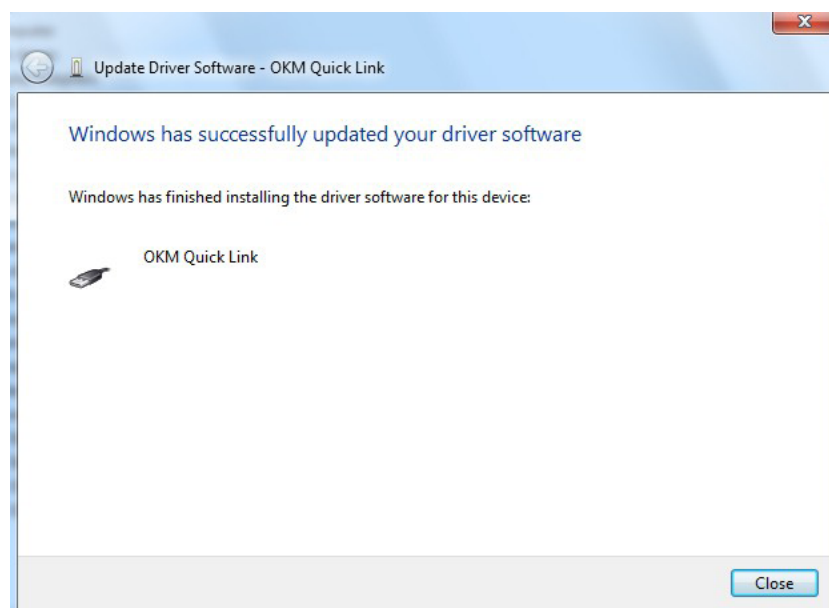 Update Driver Software - OKM Quick Link
Windows has successfully updated your driver software
Windows has finished installing the driver software for this device:
OKM Quick Link
Close